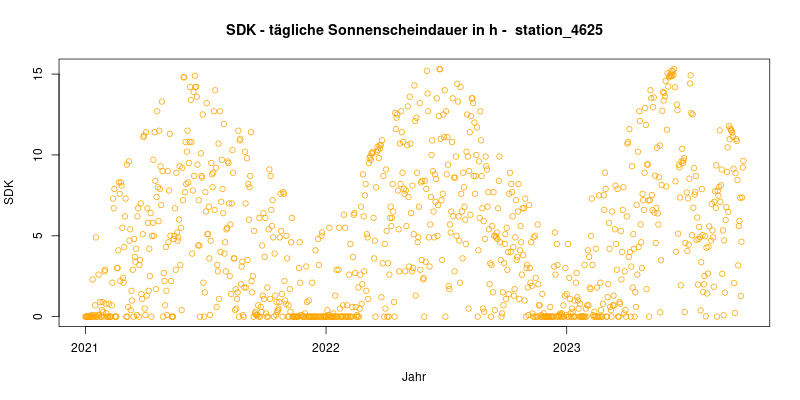 SDK - tägliche Sonnenscheindauer in h -  station_4625
SDK
15
10
5
0
2021
2022
2023
Jahr